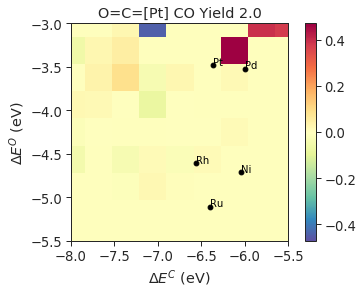 O=C=[Pt] CO Yield 2.0
−3.0
−3.5
−4.0
−4.5
−5.0
−5.5
ΔE^O (eV)
Pt
Pd
Rh
Ni
Ru
−8.0 −7.5 −7.0 −6.5 −6.0 −5.5
ΔE^C (eV)
0.4
0.2
0.0
−0.2
−0.4